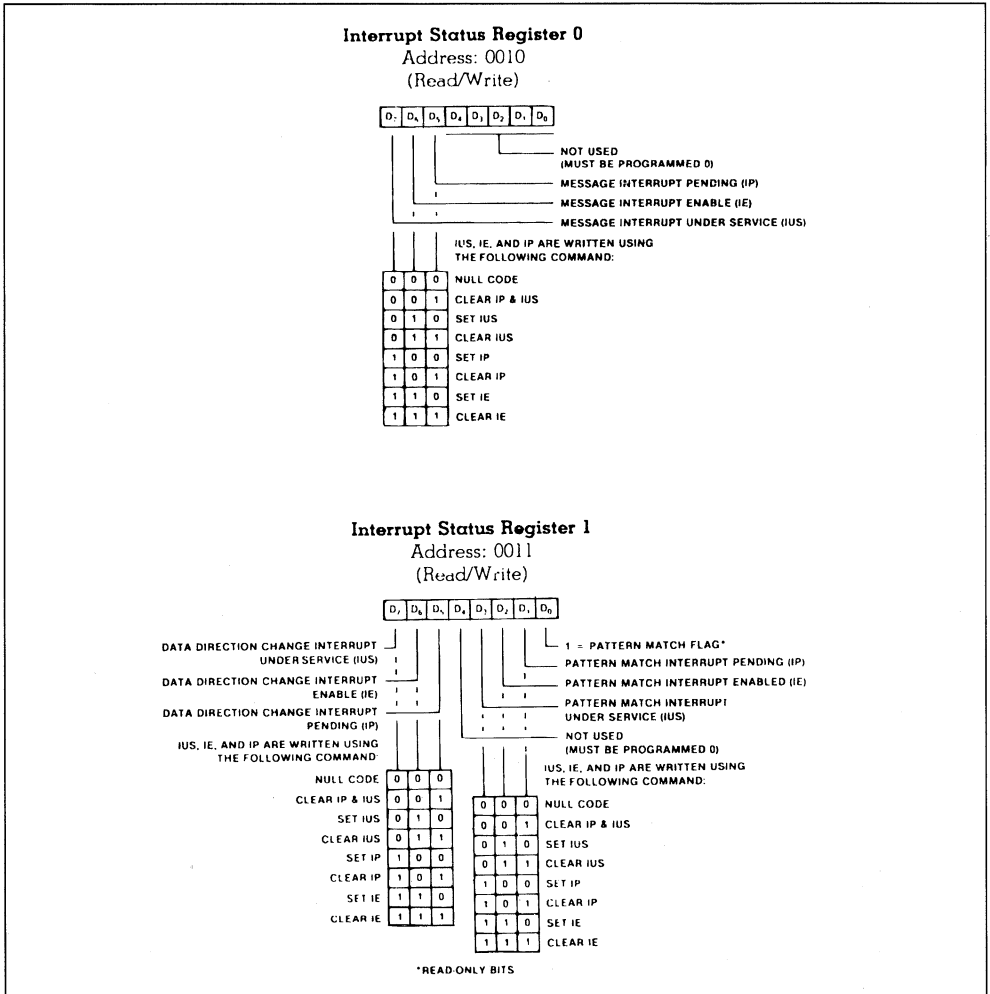 Interrupt Status Register 0
Address: 0010
(Read/Write)
D7 D6 D5 D4 D3 D2 D1 D0
NOT USED
(MUST BE PROGRAMMED 0)
MESSAGE INTERRUPT PENDING (IP)
MESSAGE INTERRUPT ENABLE (IE)
MESSAGE INTERRUPT UNDER SERVICE (IUS)
IUS, IE, AND IP ARE WRITTEN USING
THE FOLLOWING COMMAND:
0 0 0 NULL CODE
0 0 1 CLEAR IP & IUS
0 1 0 SET IUS
0 1 1 CLEAR IUS
1 0 0 SET IP
1 0 1 CLEAR IP
1 1 0 SET IE
1 1 1 CLEAR IE
Interrupt Status Register 1
Address: 0011
(Read/Write)
D7 D6 D5 D4 D3 D2 D1 D0
DATA DIRECTION CHANGE INTERRUPT
UNDER SERVICE (IUS)
DATA DIRECTION CHANGE INTERRUPT
ENABLE (IE)
DATA DIRECTION CHANGE INTERRUPT
PENDING (IP)
IUS, IE, AND IP ARE WRITTEN USING
THE FOLLOWING COMMAND:
NULL CODE 0 0 0
CLEAR IP & IUS 0 0 1
SET IUS 0 1 0
CLEAR IUS 0 1 1
SET IP 1 0 0
CLEAR IP 1 0 1
SET IE 1 1 0
CLEAR IE 1 1 1
1 = PATTERN MATCH FLAG*
PATTERN MATCH INTERRUPT PENDING (IP)
PATTERN MATCH INTERRUPT ENABLED (IE)
PATTERN MATCH INTERRUPT
UNDER SERVICE (IUS)
NOT USED
(MUST BE PROGRAMMED 0)
IUS, IE, AND IP ARE WRITTEN USING
THE FOLLOWING COMMAND:
0 0 0 NULL CODE
0 0 1 CLEAR IP & IUS
0 1 0 SET IUS
0 1 1 CLEAR IUS
1 0 0 SET IP
1 0 1 CLEAR IP
1 1 0 SET IE
1 1 1 CLEAR IE
*READ-ONLY BITS